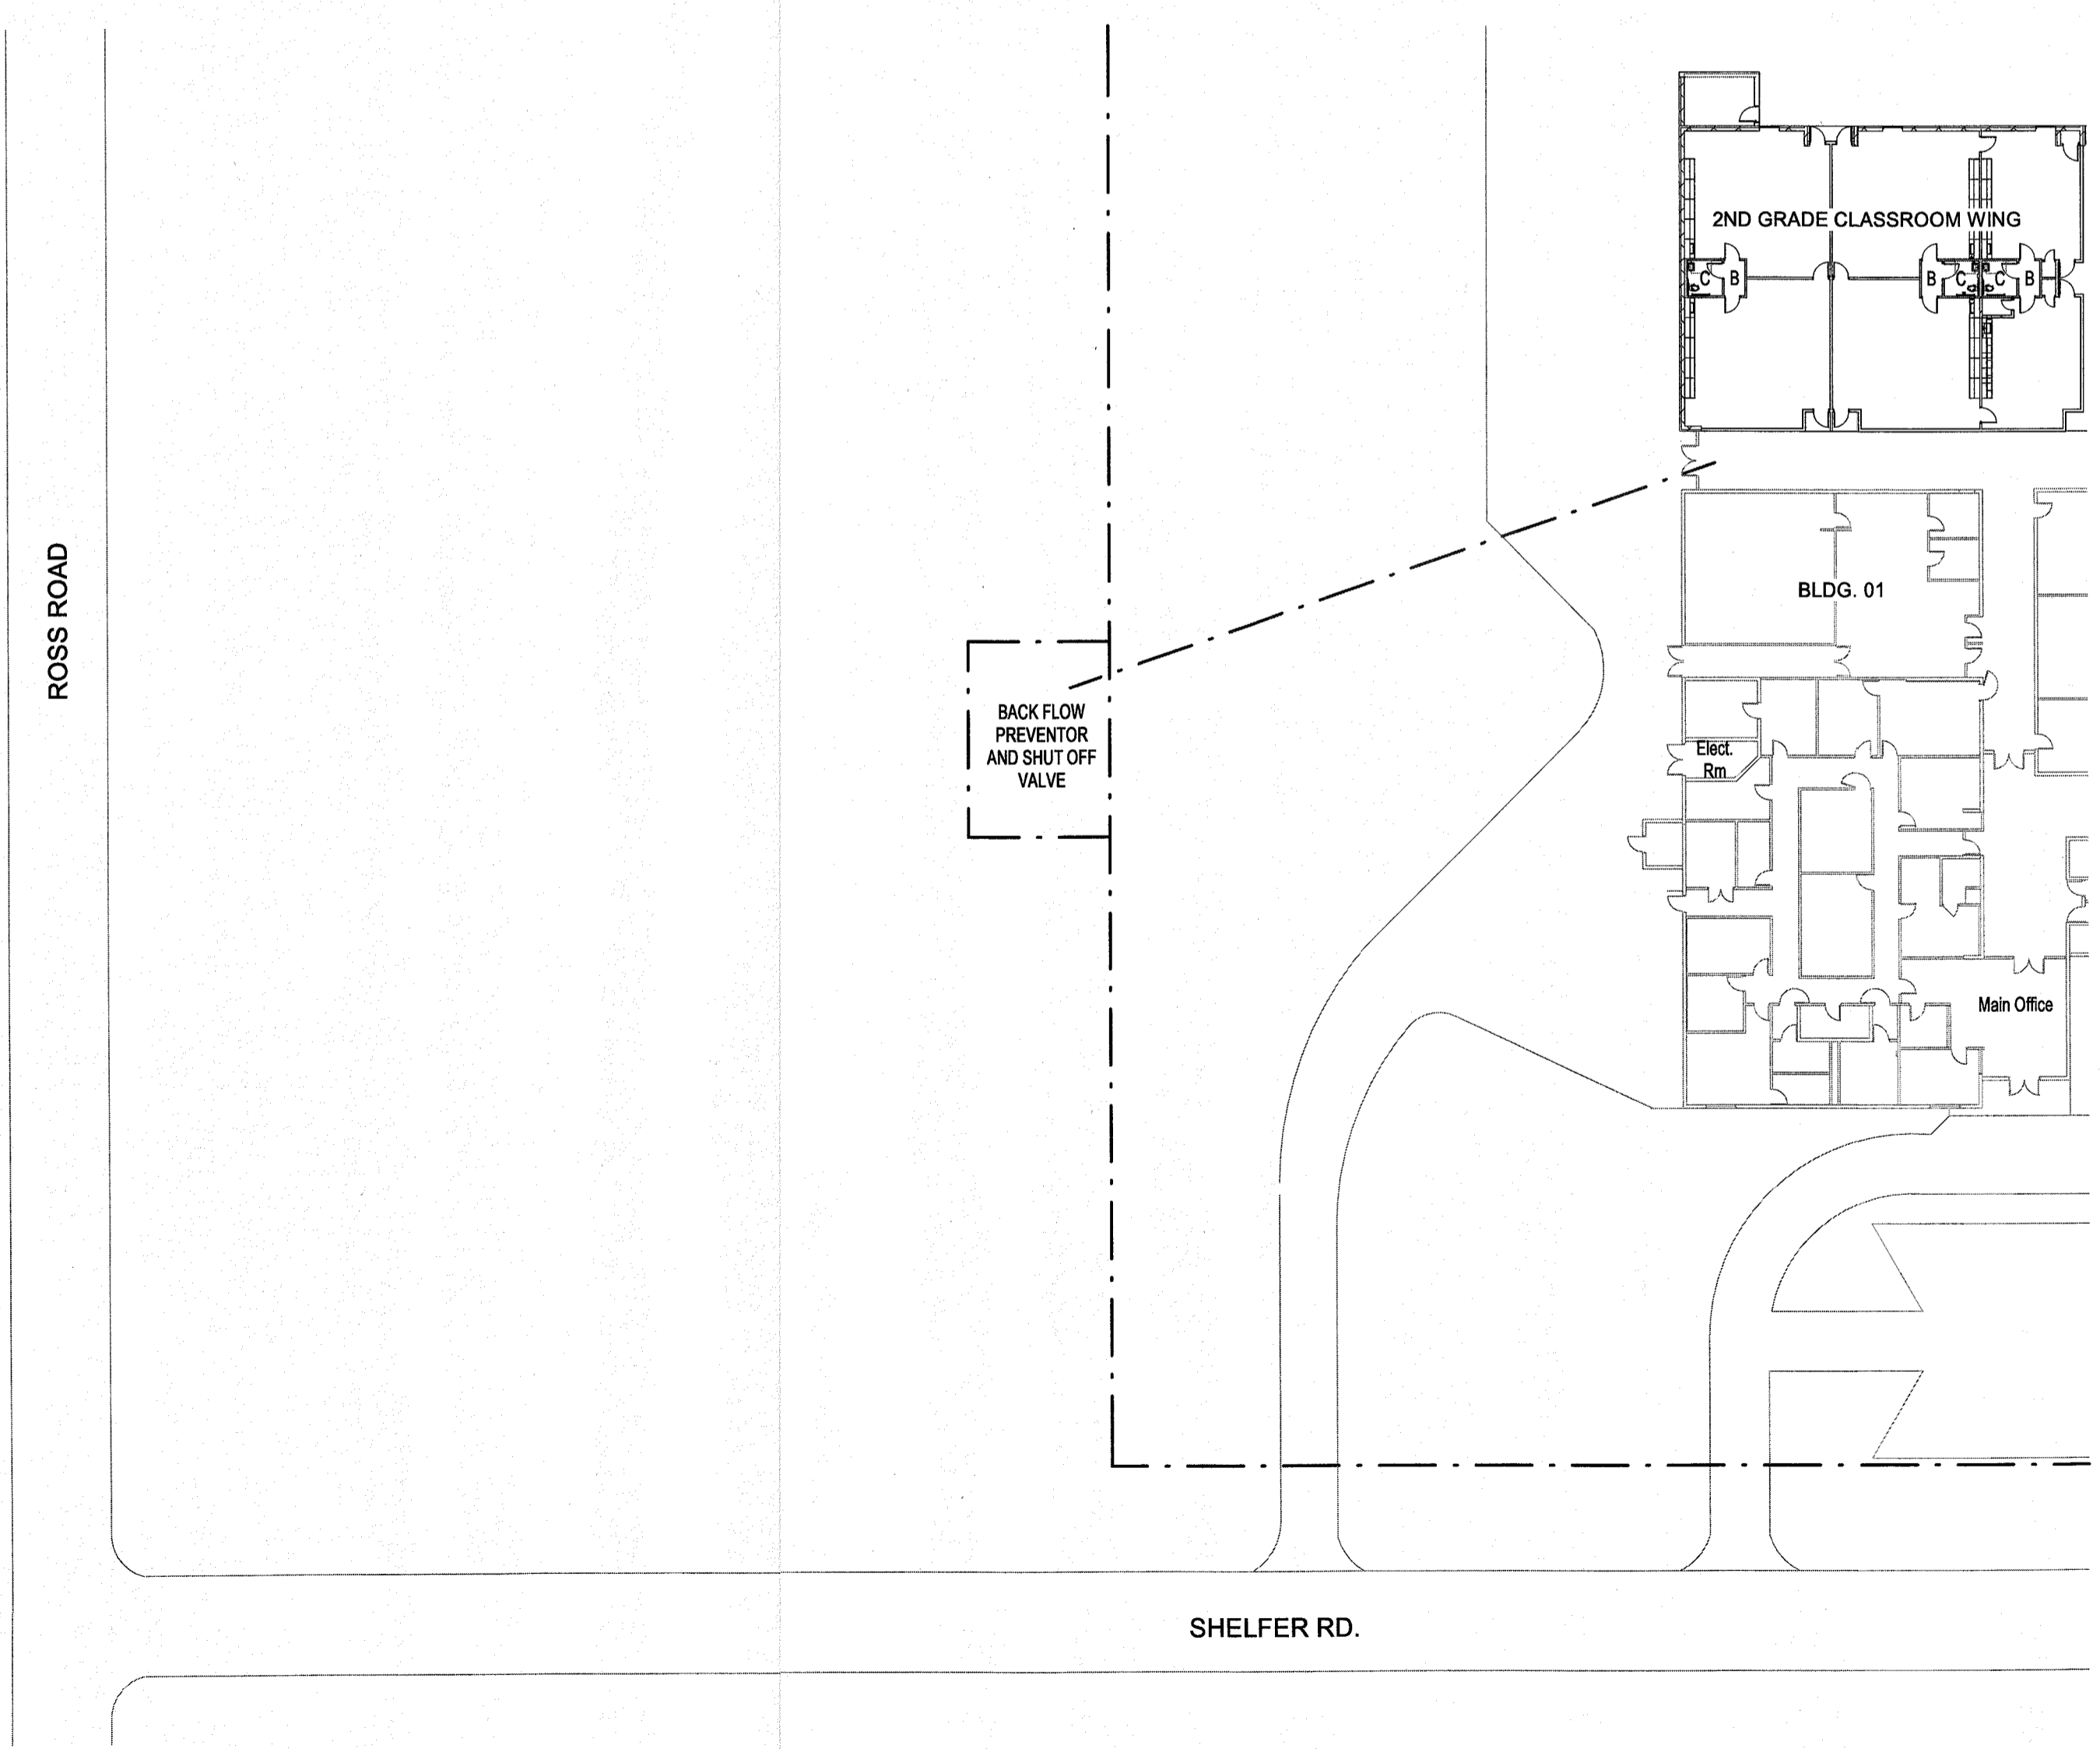 2ND GRADE CLASSROOM WING
C B B C C B
ROSS ROAD
BLDG. 01
BACK FLOW
PREVENTOR
AND SHUT OFF
VALVE
Elect.
Rm
Main Office
SHELFER RD.